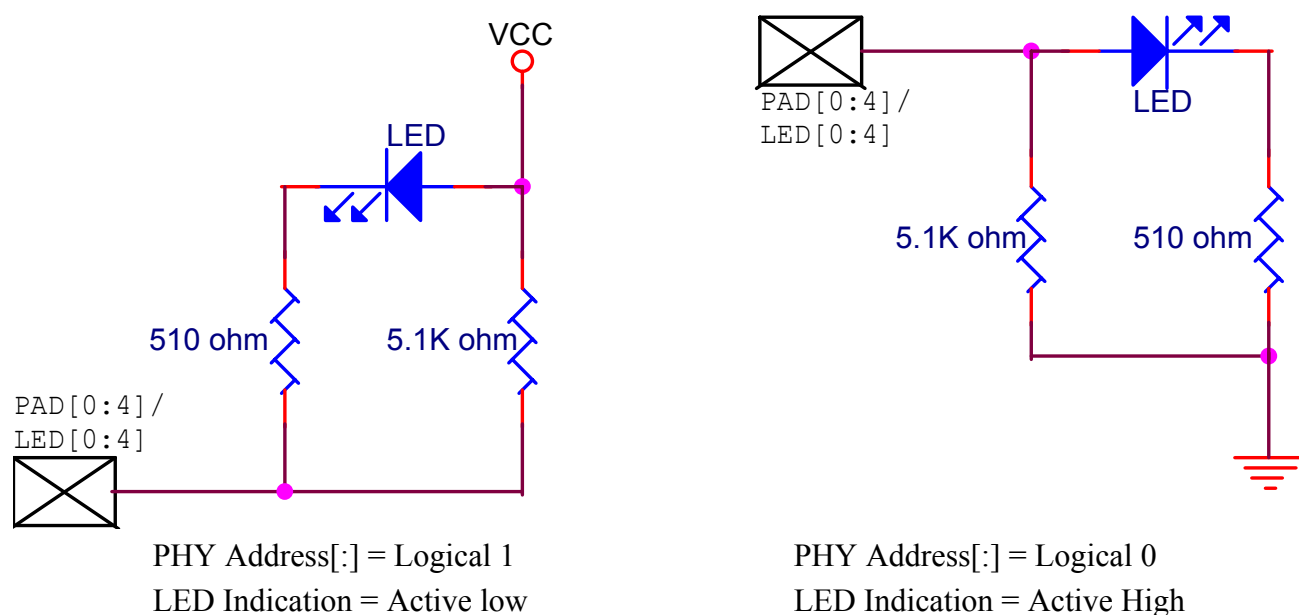 VCC
LED
510 ohm
5.1K ohm
PAD[0:4]/
LED[0:4]
PHY Address[:] = Logical 1
LED Indication = Active low
PAD[0:4]/
LED[0:4]
LED
5.1K ohm
510 ohm
PHY Address[:] = Logical 0
LED Indication = Active High